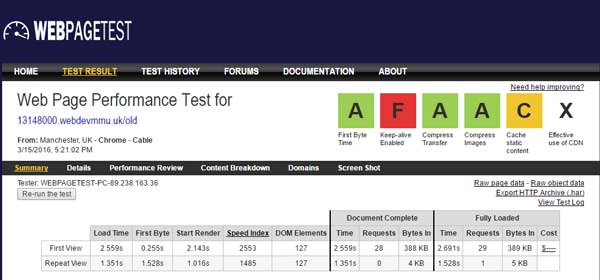 WEBPAGETEST
HOME TEST RESULT TEST HISTORY FORUMS DOCUMENTATION ABOUT
Need help improving?
Web Page Performance Test for
13148000.webdevmmu.uk/old
From: Manchester, UK - Chrome - Cable
3/15/2016, 5:21:02 PM
A F A A C X
First Byte Time
Keep-alive Enabled
Compress Transfer
Compress Images
Cache static content
Effective use of CDN
Summary Details Performance Review Content Breakdown Domains Screen Shot
Tester: WEBPAGETEST-PC-89.238.163.36
Re-run the test
Raw page data - Raw object data
Export HTTP Archive (.har)
View Test Log
Document Complete Fully Loaded
Load Time First Byte Start Render Speed Index DOM Elements Time Requests Bytes In Time Requests Bytes In Cost
First View 2.559s 0.255s 2.143s 2553 127 2.559s 28 388 KB 2.691s 29 389 KB $----
Repeat View 1.351s 1.528s 1.016s 1485 127 1.351s 0 4 KB 1.528s 1 5 KB